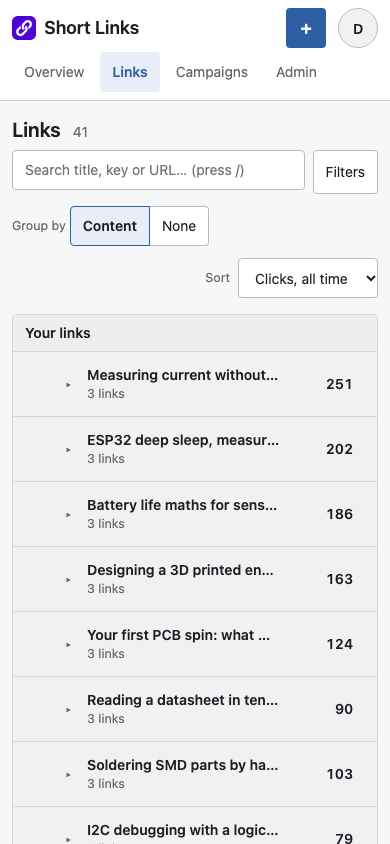 Short Links
+
D
Overview Links Campaigns Admin
Links 41
Search title, key or URL... (press /)
Filters
Group by Content None
Sort Clicks, all time
Your links
Measuring current without...
3 links
251
ESP32 deep sleep, measur...
3 links
202
Battery life maths for sens...
3 links
186
Designing a 3D printed en...
3 links
163
Your first PCB spin: what ...
3 links
124
Reading a datasheet in ten...
3 links
90
Soldering SMD parts by ha...
3 links
103
I2C debugging with a logic...
79